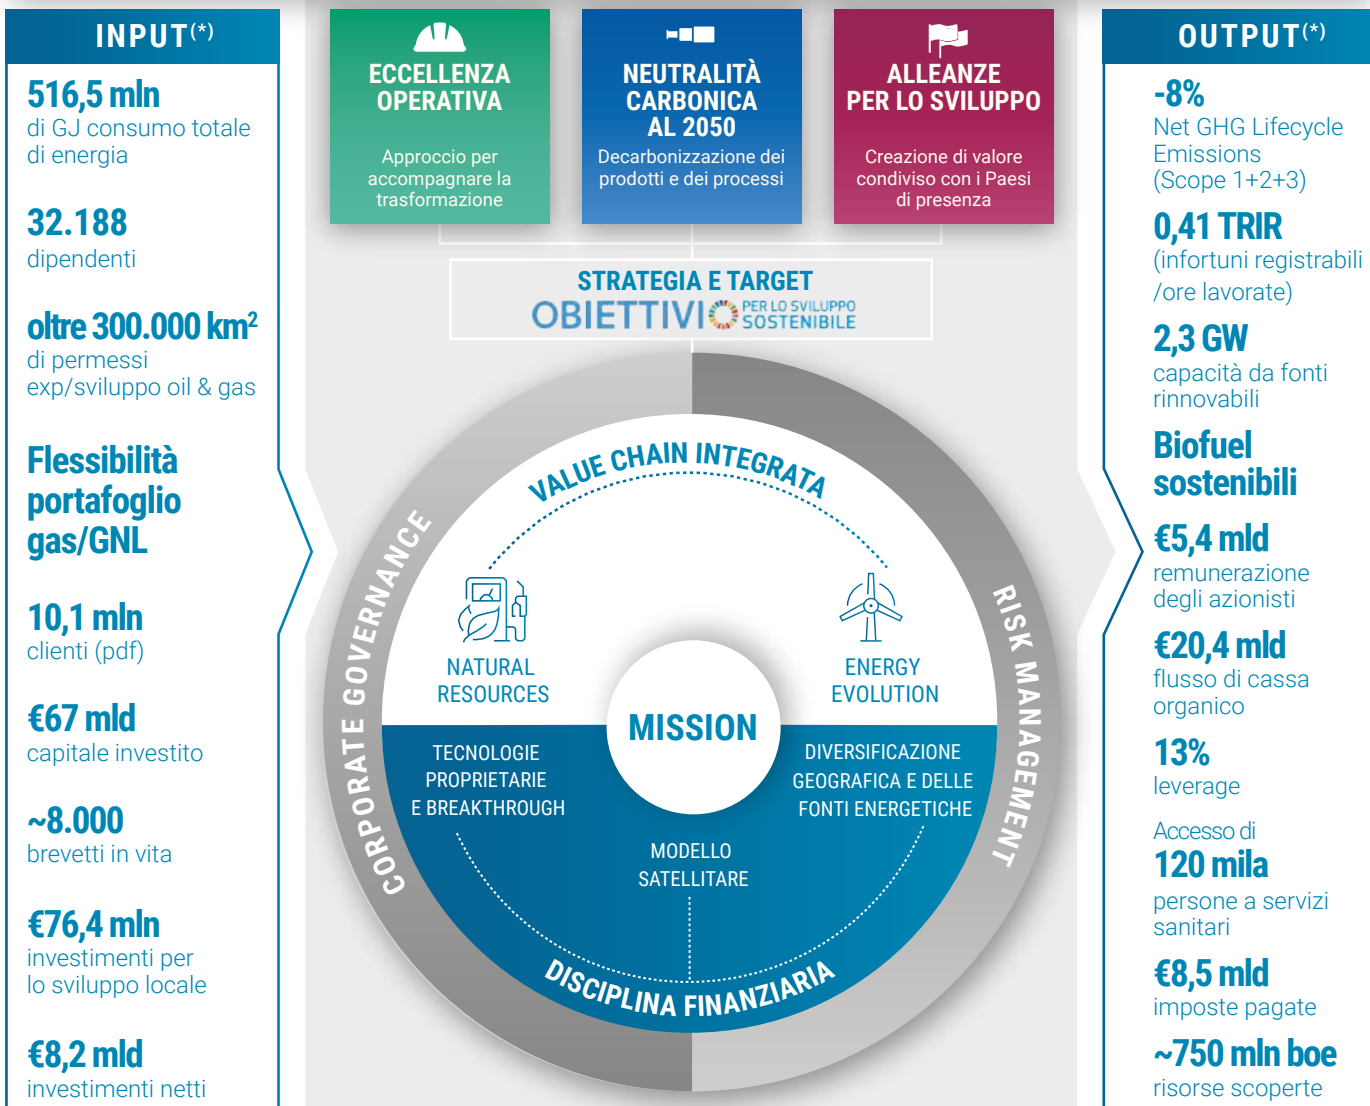 INPUT(*)
516,5 mln
di GJ consumo totale
di energia
32.188
dipendenti
oltre 300.000 km²
di permessi
exp/sviluppo oil & gas
Flessibilità
portafoglio
gas/GNL
10,1 mln
clienti (pdf)
€67 mld
capitale investito
~8.000
brevetti in vita
€76,4 mln
investimenti per
lo sviluppo locale
€8,2 mld
investimenti netti
ECCELLENZA
OPERATIVA
Approccio per
accompagnare la
trasformazione
NEUTRALITÀ
CARBONICA
AL 2050
Decarbonizzazione dei
prodotti e dei processi
ALLEANZE
PER LO SVILUPPO
Creazione di valore
condiviso con i Paesi
di presenza
STRATEGIA E TARGET
OBIETTIVI PER LO SVILUPPO
SOSTENIBILE
CORPORATE GOVERNANCE
RISK MANAGEMENT
VALUE CHAIN INTEGRATA
NATURAL
RESOURCES
ENERGY
EVOLUTION
MISSION
TECNOLOGIE
PROPRIETARIE
E BREAKTHROUGH
DIVERSIFICAZIONE
GEOGRAFICA E DELLE
FONTI ENERGETICHE
MODELLO
SATELLITARE
DISCIPLINA FINANZIARIA
OUTPUT(*)
-8%
Net GHG Lifecycle
Emissions
(Scope 1+2+3)
0,41 TRIR
(infortuni registrabili
/ore lavorate)
2,3 GW
capacità da fonti
rinnovabili
Biofuel
sostenibili
€5,4 mld
remunerazione
degli azionisti
€20,4 mld
flusso di cassa
organico
13%
leverage
Accesso di
120 mila
persone a servizi
sanitari
€8,5 mld
imposte pagate
~750 mln boe
risorse scoperte